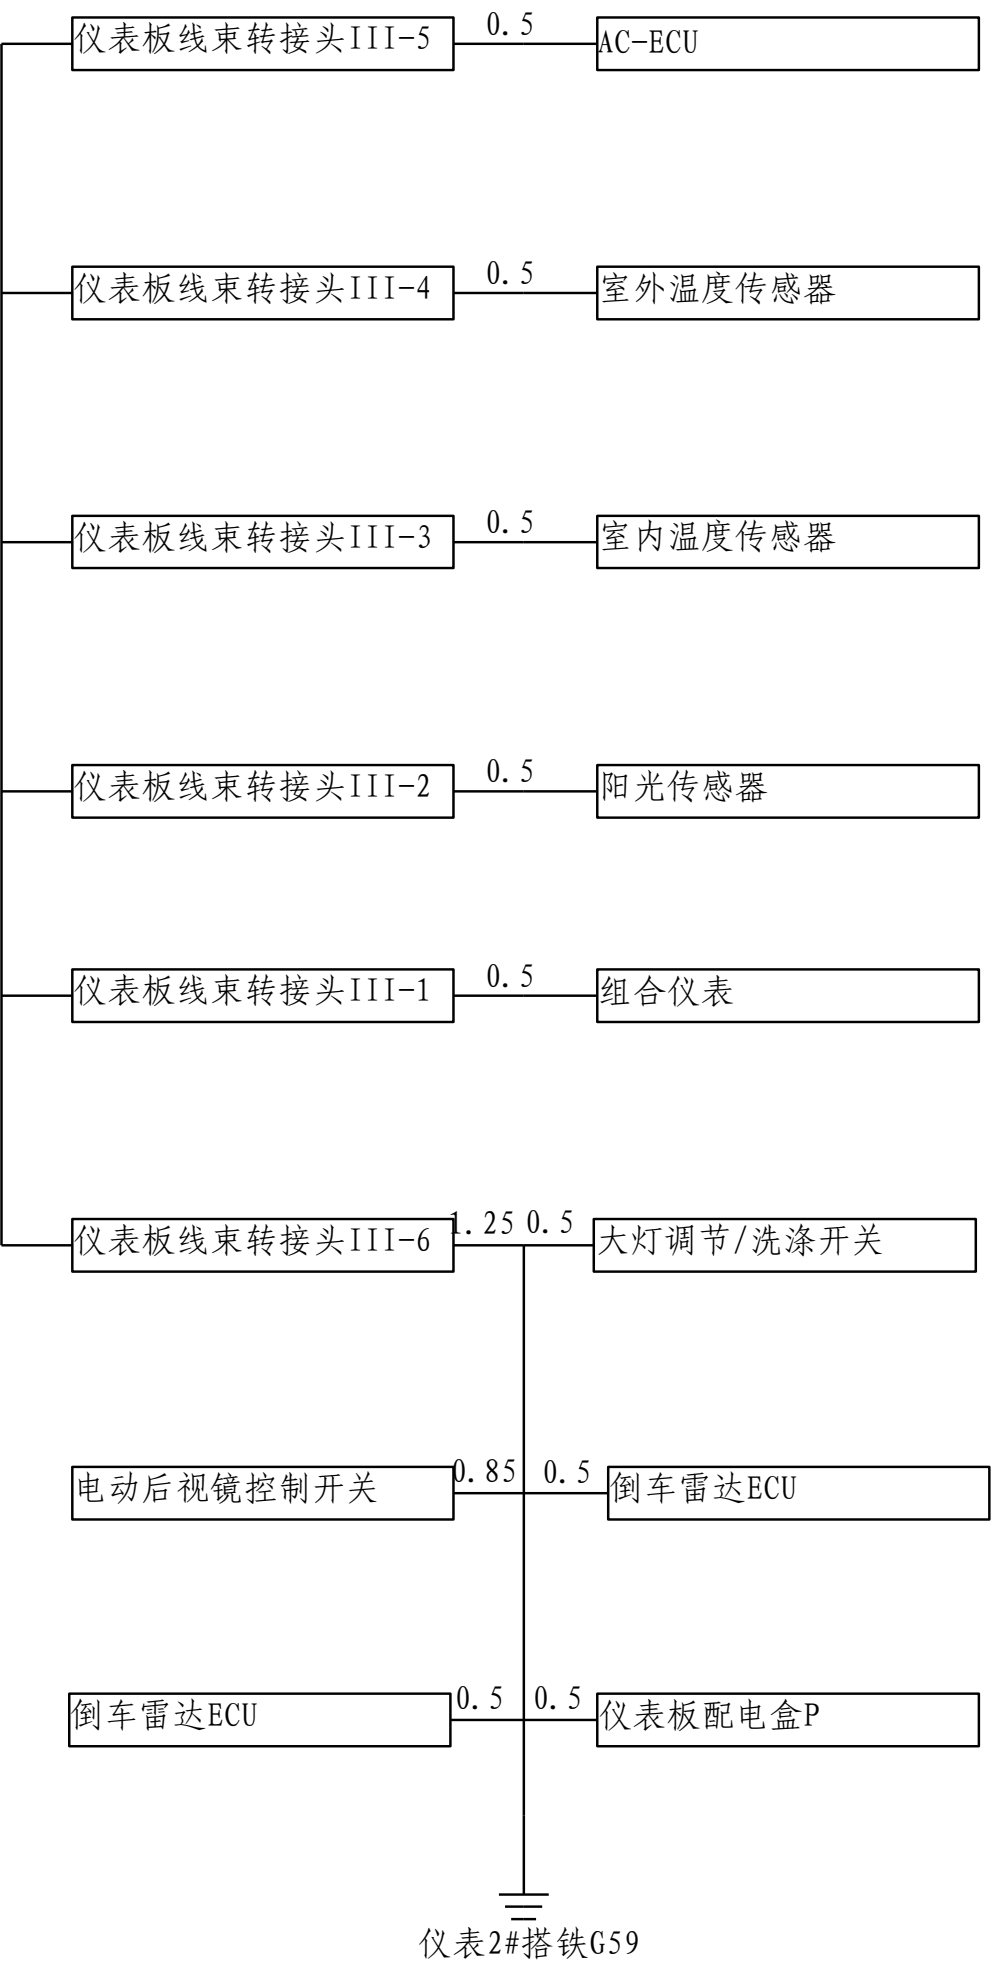 仪表板线束转接头III-5 0.5 AC-ECU
仪表板线束转接头III-4 0.5 室外温度传感器
仪表板线束转接头III-3 0.5 室内温度传感器
仪表板线束转接头III-2 0.5 阳光传感器
仪表板线束转接头III-1 0.5 组合仪表
仪表板线束转接头III-6 1.25 0.5 大灯调节/洗涤开关
电动后视镜控制开关 0.85 0.5 倒车雷达ECU
倒车雷达ECU 0.5 0.5 仪表板配电盒P
仪表2#搭铁G59